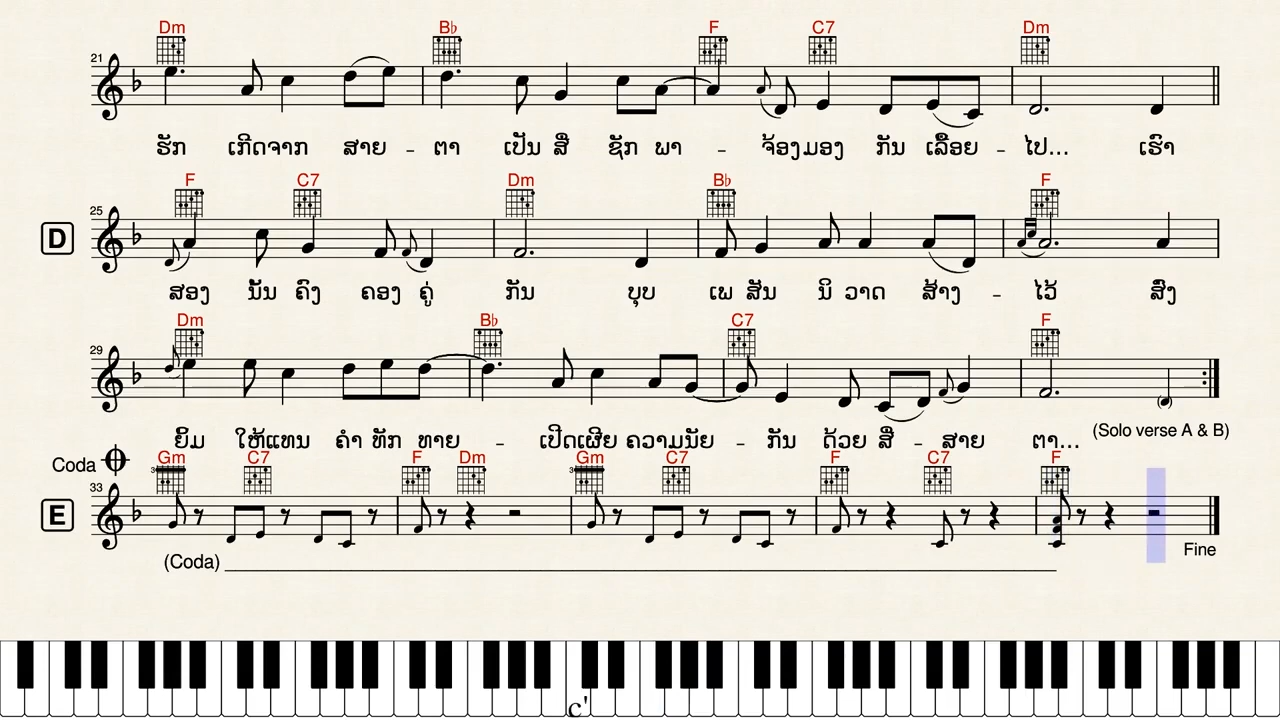 Dm B♭ F C7 Dm
21
ຮັກ ເກີດຈາກ ສາຍ - ຕາ ເປັນ ສື່ ຊັກ ພາ - ຈ້ອງມອງ ກັນ ເລື້ອຍ - ໄປ... ເຮົາ
F C7 Dm B♭ F
25
D
ສອງ ນັ້ນ ຄົງ ຄອງ ຄູ່ ກັນ ບຸບ ເພ ສັນ ນິ ວາດ ສ້າງ - ໄວ້ ສົ່ງ
Dm B♭ C7 F
29
ຍິ້ມ ໃຫ້ແທນ ຄຳ ທັກ ທາຍ - ເປີດເຜີຍ ຄວາມນັຍ - ກັນ ດ້ວຍ ສື່ - ສາຍ ຕາ... (Solo verse A & B)
Coda Gm C7 F Dm Gm C7 F C7 F
3 3
33
E
Fine
(Coda)
c'